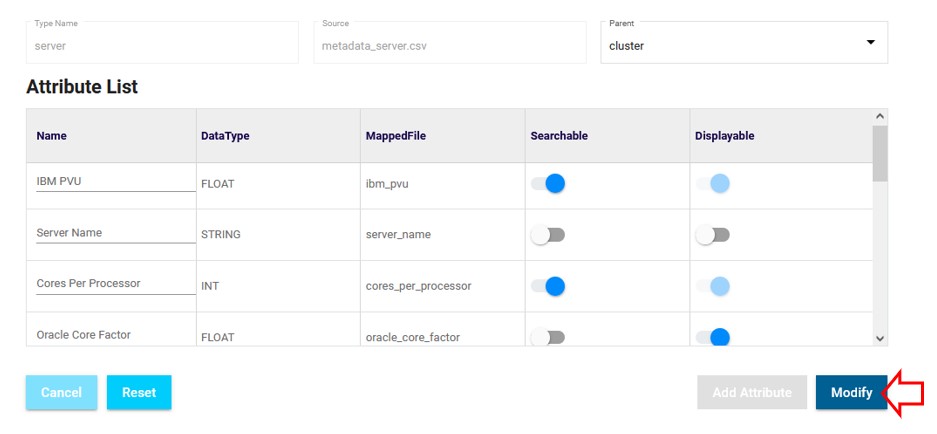 Type Name
Source
Parent
server
metadata_server.csv
cluster
Attribute List
Name DataType MappedFile Searchable Displayable
IBM PVU FLOAT ibm_pvu
Server Name STRING server_name
Cores Per Processor INT cores_per_processor
Oracle Core Factor FLOAT oracle_core_factor
Cancel Reset Add Attribute Modify